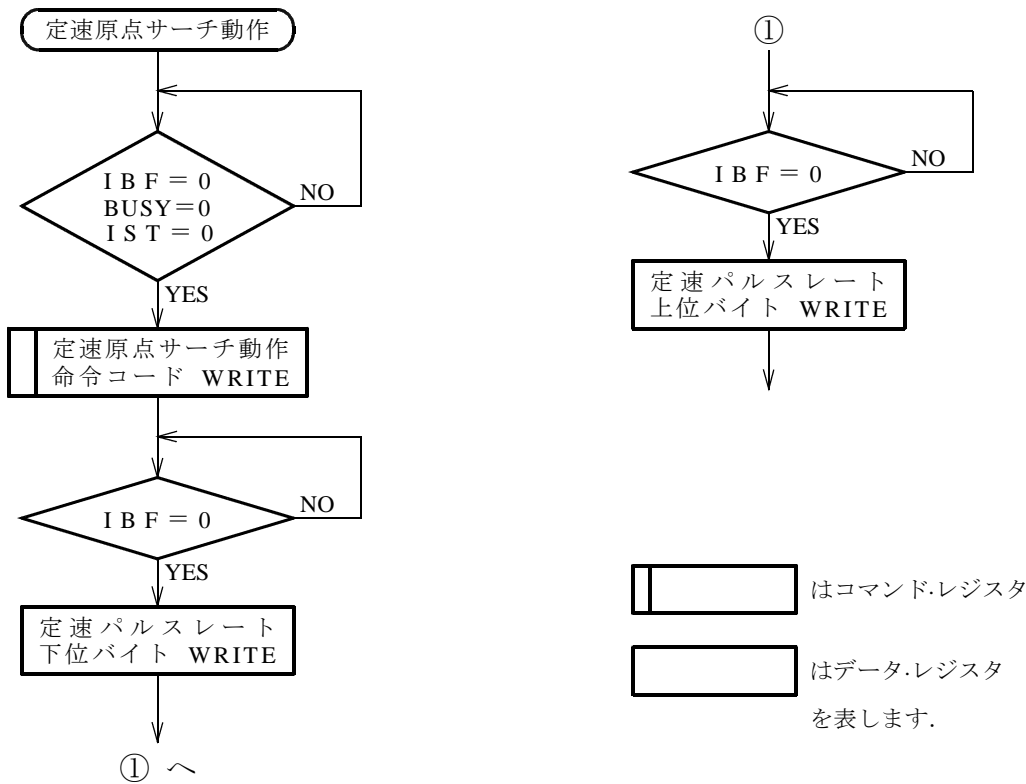 定速原点サーチ動作
IBF=0
BUSY=0
IST=0
NO
YES
定速原点サーチ動作
命令コード WRITE
IBF=0
NO
YES
定速パルスレート
下位バイト WRITE
① へ
①
IBF=0
NO
YES
定速パルスレート
上位バイト WRITE
はコマンド·レジスタ
はデータ·レジスタ
を表します.